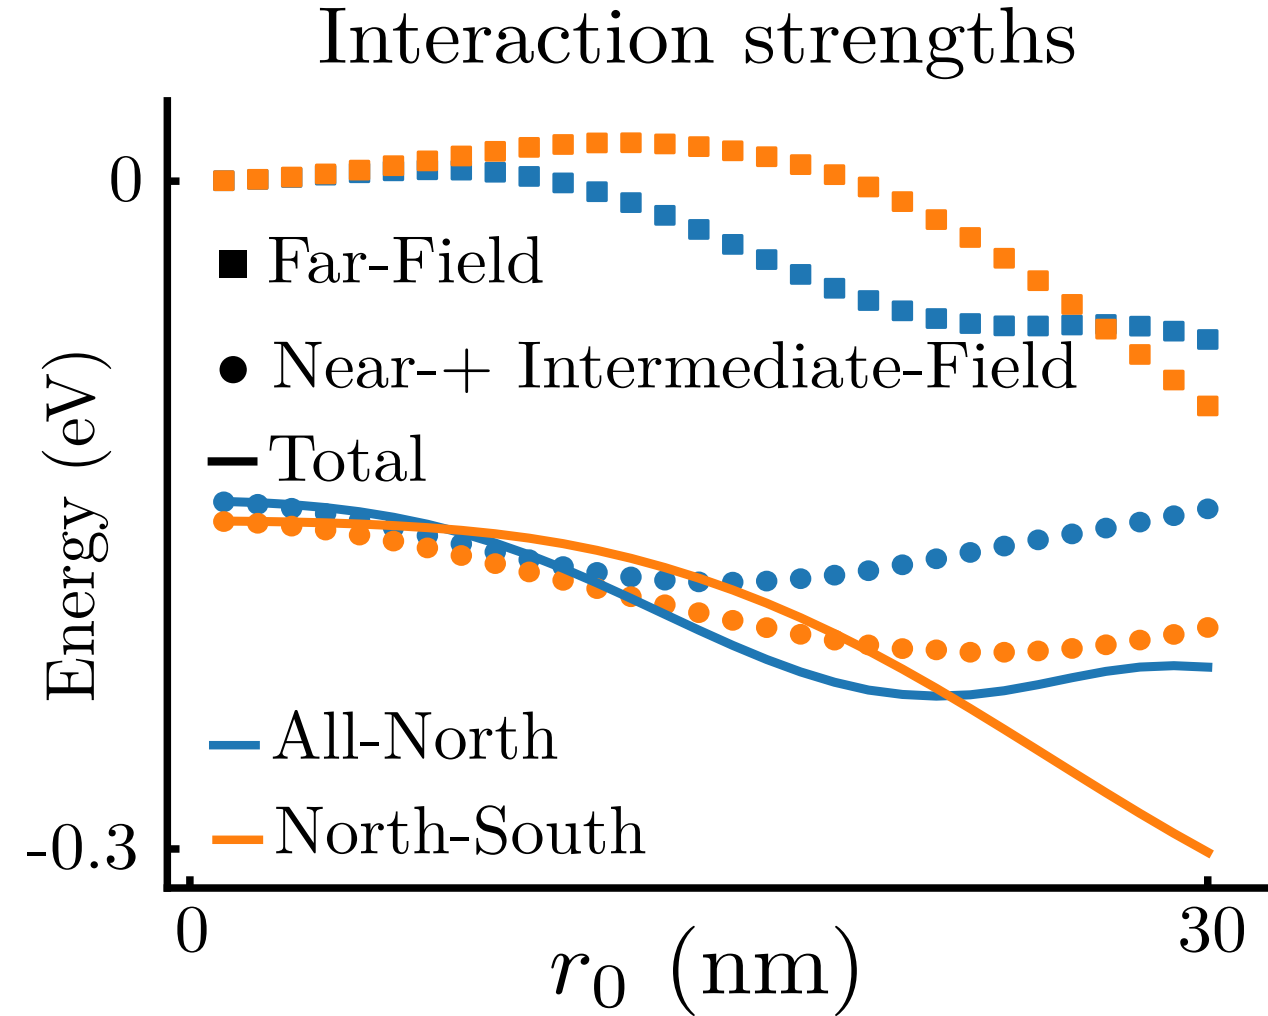 Interaction strengths
0
Far-Field
Near-+ Intermediate-Field
Total
Energy (eV)
All-North
North-South
-0.3
0
30
r₀ (nm)